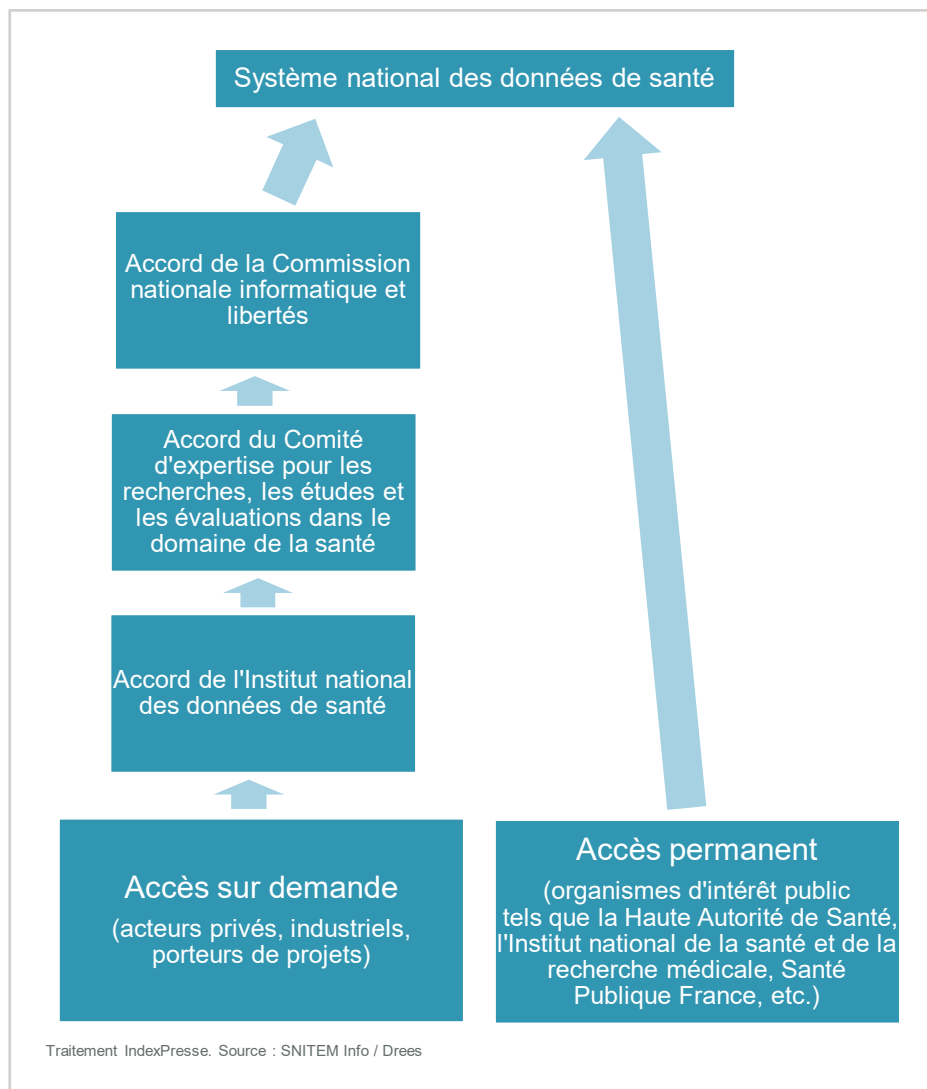 Système national des données de santé
Accord de la Commission
nationale informatique et
libertés
Accord du Comité
d'expertise pour les
recherches, les études et
les évaluations dans le
domaine de la santé
Accord de l'Institut national
des données de santé
Accès sur demande
(acteurs privés, industriels,
porteurs de projets)
Accès permanent
(organismes d'intérêt public
tels que la Haute Autorité de Santé,
l'Institut national de la santé et de la
recherche médicale, Santé
Publique France, etc.)
Traitement IndexPresse. Source : SNITEM Info / Drees